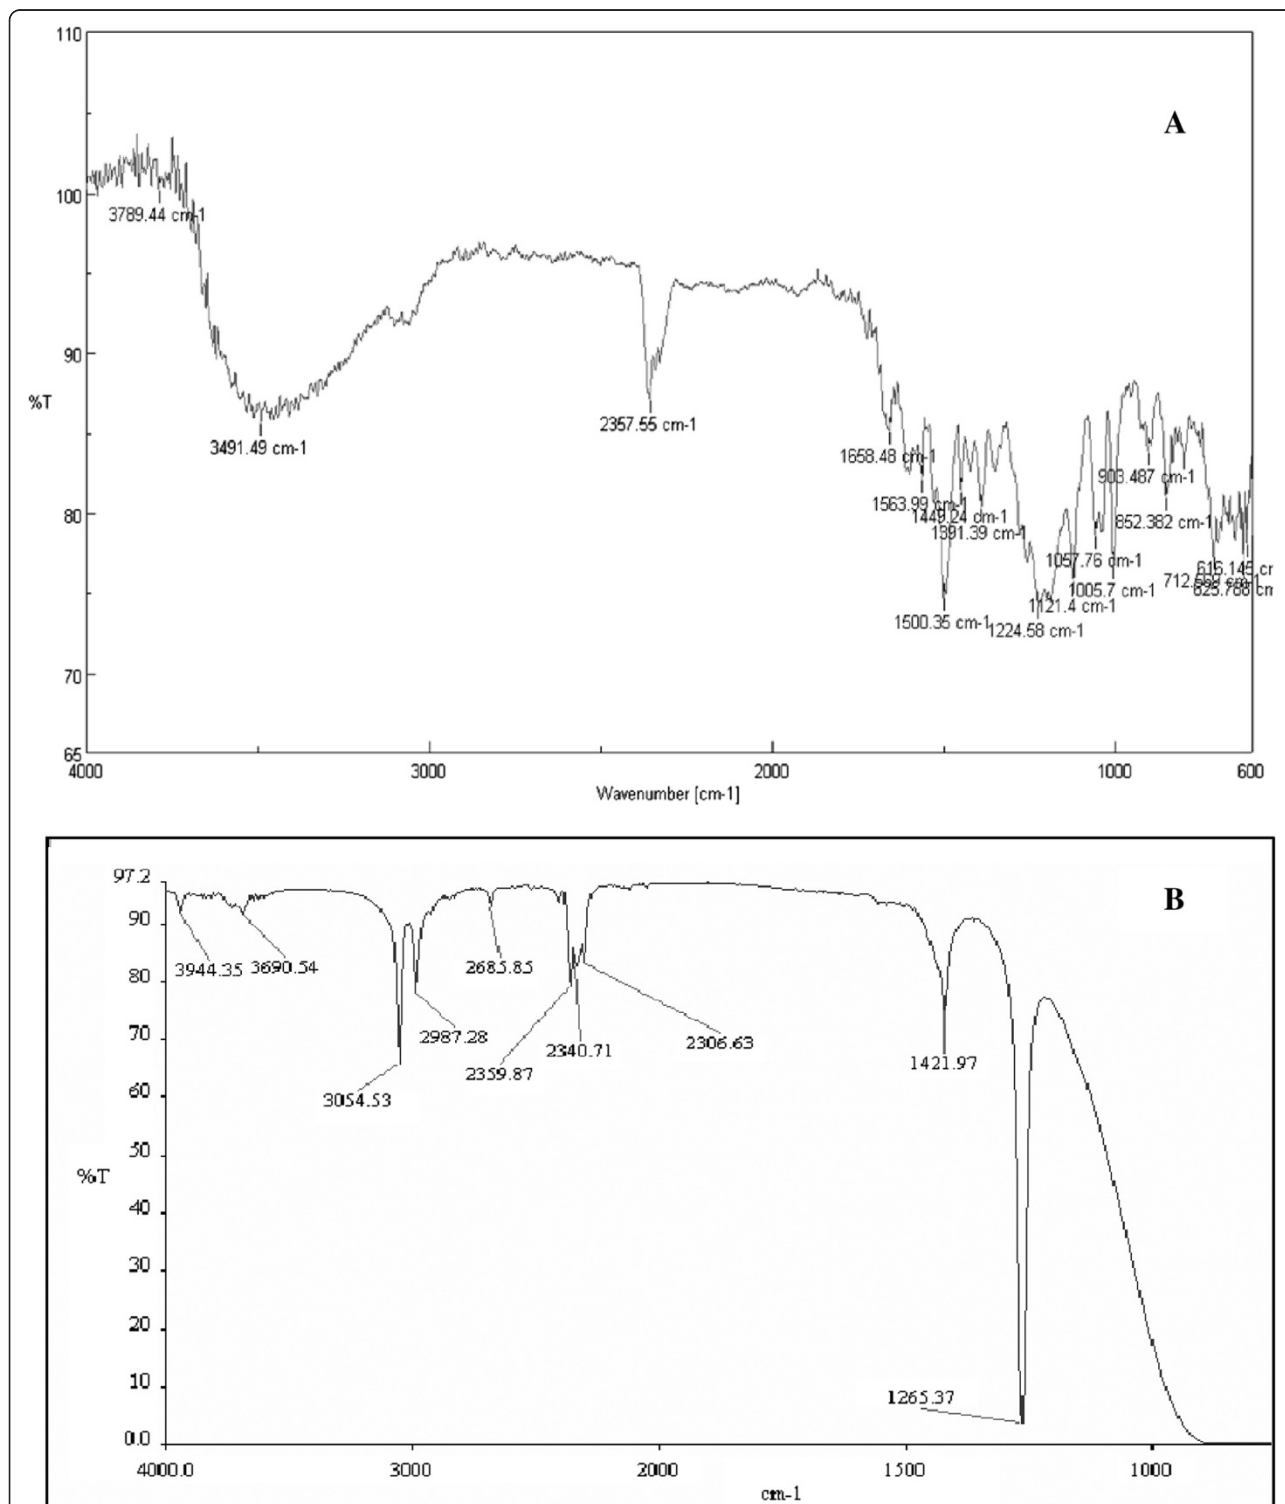 110
A
100
3789.44 cm-1
90
%T
2357.55 cm-1
3491.49 cm-1
1658.48 cm-1
903.487 cm-1
1563.99 cm-1
1449.24 cm-1
80
852.382 cm-1
1391.39 cm-1
1057.76 cm-1
616.145 cm
1005.7 cm-1
1121.4 cm-1
1500.35 cm-1
1224.58 cm-1
70
65
4000 3000 2000 1000 600
Wavenumber [cm-1]
97.2
B
90
3944.35 3690.54 2685.85
80
2987.28 2340.71 2306.63
70
2359.87 1421.97
60
3054.53
50
%T
40
30
20
10
1265.37
0.0
4000.0 3000 2000 1500 1000
cm-1